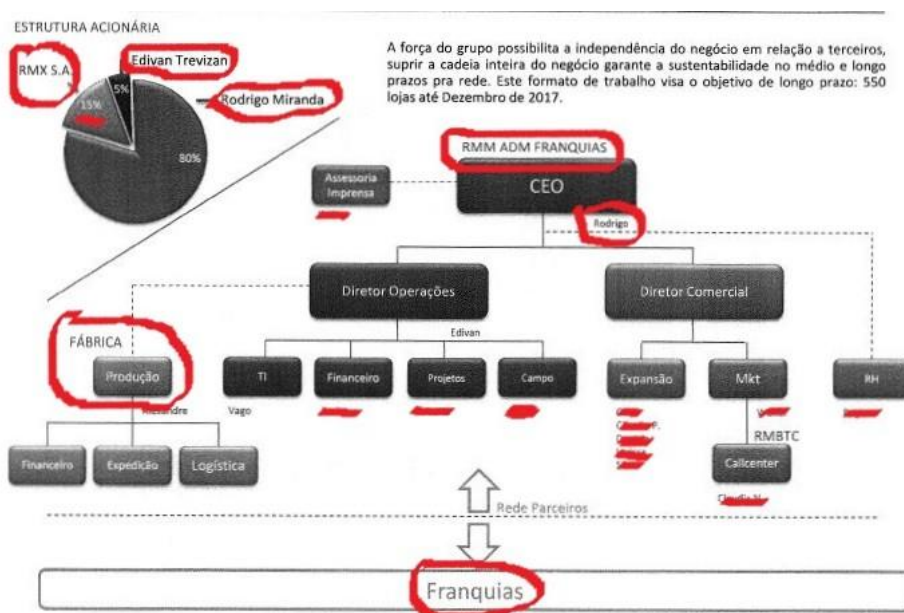 ESTRUTURA ACIONÁRIA
RMX S.A.
Edivan Trevizan
5%
15%
Rodrigo Miranda
80%
A força do grupo possibilita a independência do negócio em relação a terceiros,
suprir a cadeia inteira do negócio garante a sustentabilidade no médio e longo
prazos pra rede. Este formato de trabalho visa o objetivo de longo prazo: 550
lojas até Dezembro de 2017.
RMM ADM FRANQUIAS
CEO
Assessoria
Imprensa
Rodrigo
Diretor Operações
Diretor Comercial
Edivan
FÁBRICA
Produção
TI
Financeiro
Projetos
Campo
Expansão
Mkt
RH
Alexandre
Vago
RMBTC
Financeiro
Expedição
Logística
Callcenter
Rede Parceiros
Franquias